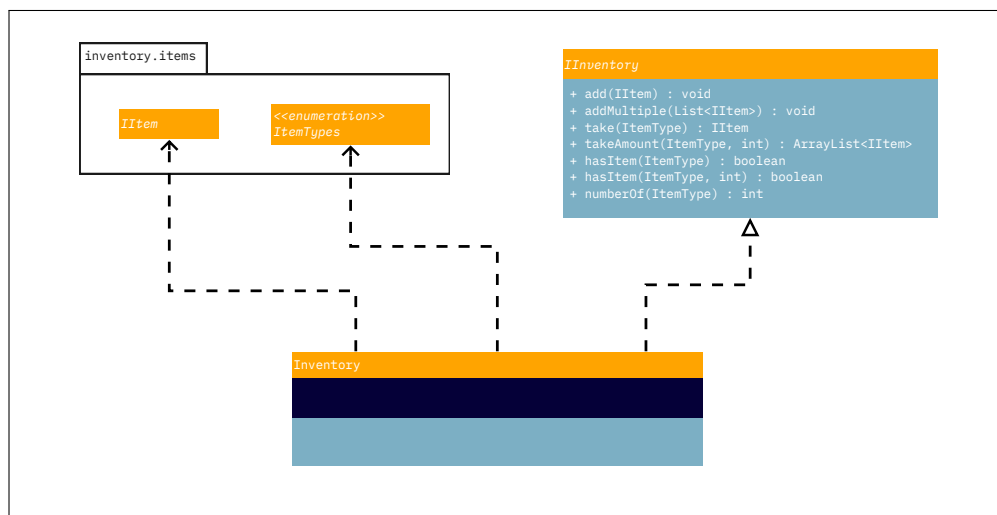 inventory.items
IItem
<<enumeration>>
ItemTypes
IInventory
+ add(IItem) : void
+ addMultiple(List<IItem>) : void
+ take(ItemType) : IItem
+ takeAmount(ItemType, int) : ArrayList<IItem>
+ hasItem(ItemType) : boolean
+ hasItem(ItemType, int) : boolean
+ numberOf(ItemType) : int
Inventory